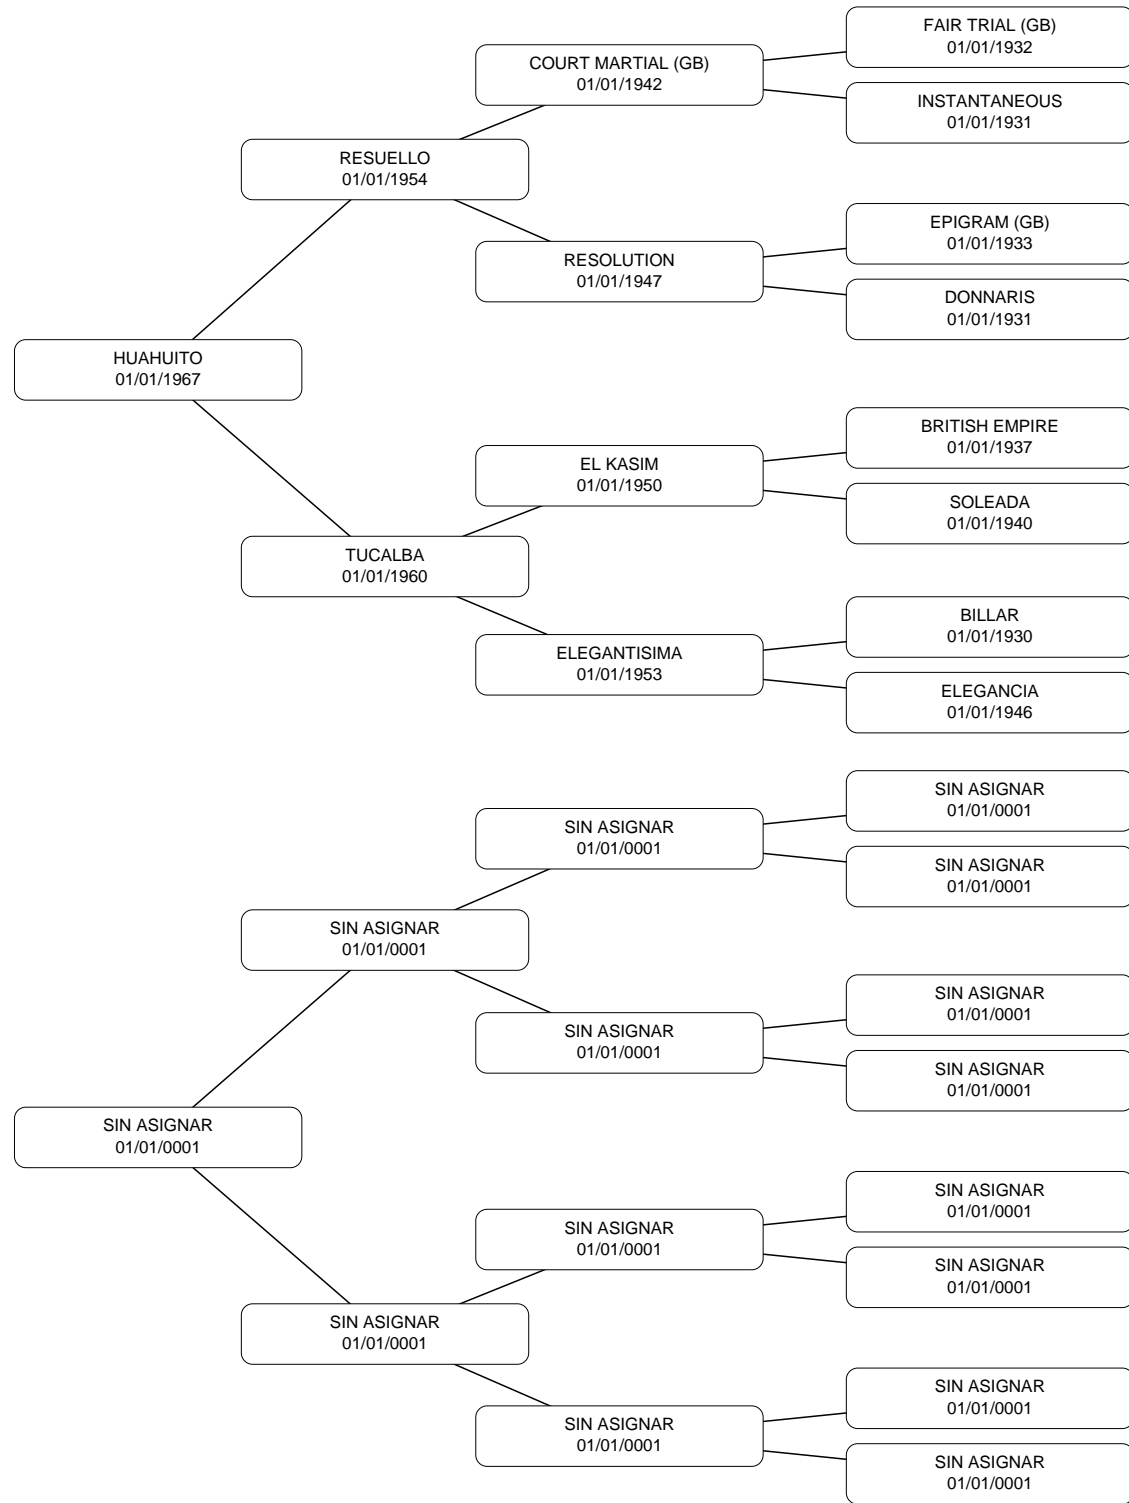 FAIR TRIAL (GB)
01/01/1932
COURT MARTIAL (GB)
01/01/1942
INSTANTANEOUS
01/01/1931
RESUELLO
01/01/1954
EPIGRAM (GB)
01/01/1933
RESOLUTION
01/01/1947
DONNARIS
01/01/1931
HUAHUITO
01/01/1967
BRITISH EMPIRE
01/01/1937
EL KASIM
01/01/1950
SOLEADA
01/01/1940
TUCALBA
01/01/1960
BILLAR
01/01/1930
ELEGANTISIMA
01/01/1953
ELEGANCIA
01/01/1946
SIN ASIGNAR
01/01/0001
SIN ASIGNAR
01/01/0001
SIN ASIGNAR
01/01/0001
SIN ASIGNAR
01/01/0001
SIN ASIGNAR
01/01/0001
SIN ASIGNAR
01/01/0001
SIN ASIGNAR
01/01/0001
SIN ASIGNAR
01/01/0001
SIN ASIGNAR
01/01/0001
SIN ASIGNAR
01/01/0001
SIN ASIGNAR
01/01/0001
SIN ASIGNAR
01/01/0001
SIN ASIGNAR
01/01/0001
SIN ASIGNAR
01/01/0001
SIN ASIGNAR
01/01/0001